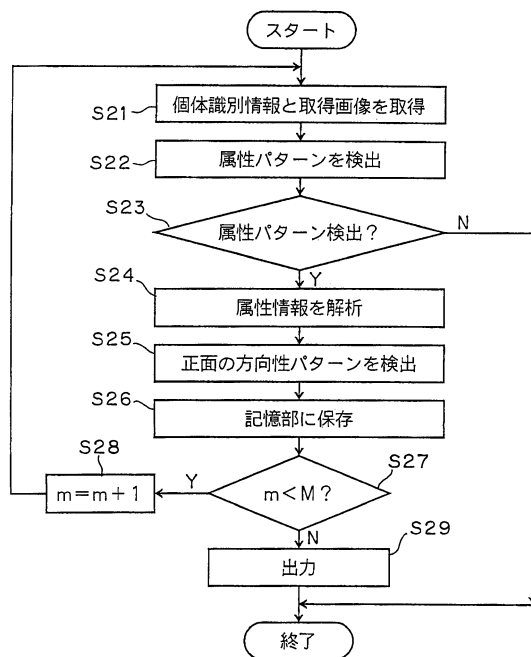 スタート
S21
個体識別情報と取得画像を取得
S22
属性パターンを検出
S23
属性パターン検出?
N
Y
S24
属性情報を解析
S25
正面の方向性パターンを検出
S26
記憶部に保存
S28
m=m+1
Y
m<M?
S27
N
S29
出力
終了